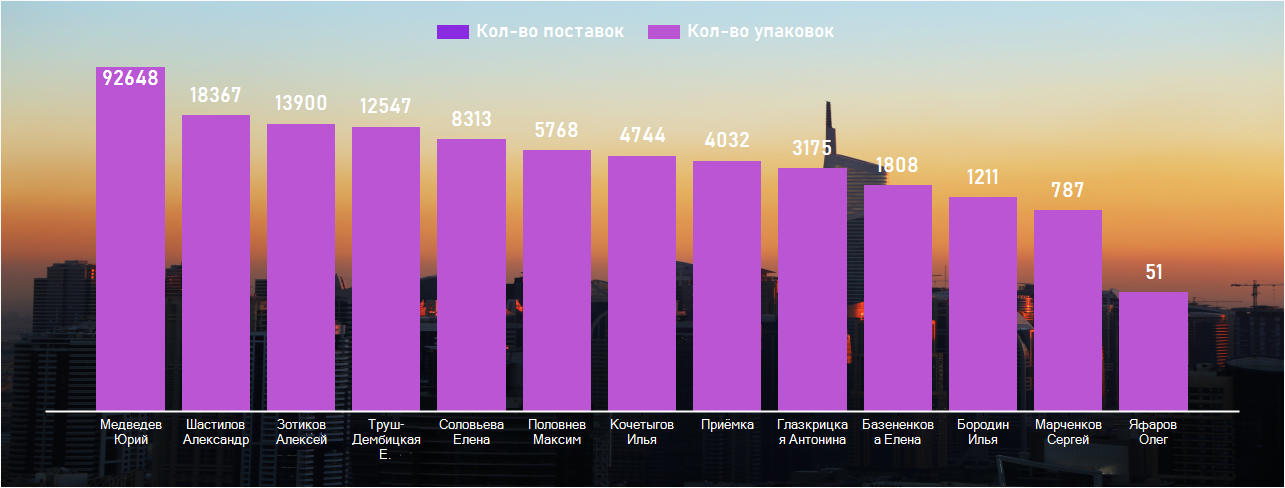 Кол-во поставок Кол-во упаковок
92648 18367 13900 12547 8313 5768 4744 4032 3175 1808 1211 787 51
Медведев Юрий
Шастилов Александр
Зотиков Алексей
Труш-
Дембицкая
Е.
Соловьева Елена
Половнев Максим
Кочетыгов Илья
Приёмка
Глазкрицка
я Антонина
Базененков
а Елена
Бородин Илья
Марченков Сергей
Яфаров Олег